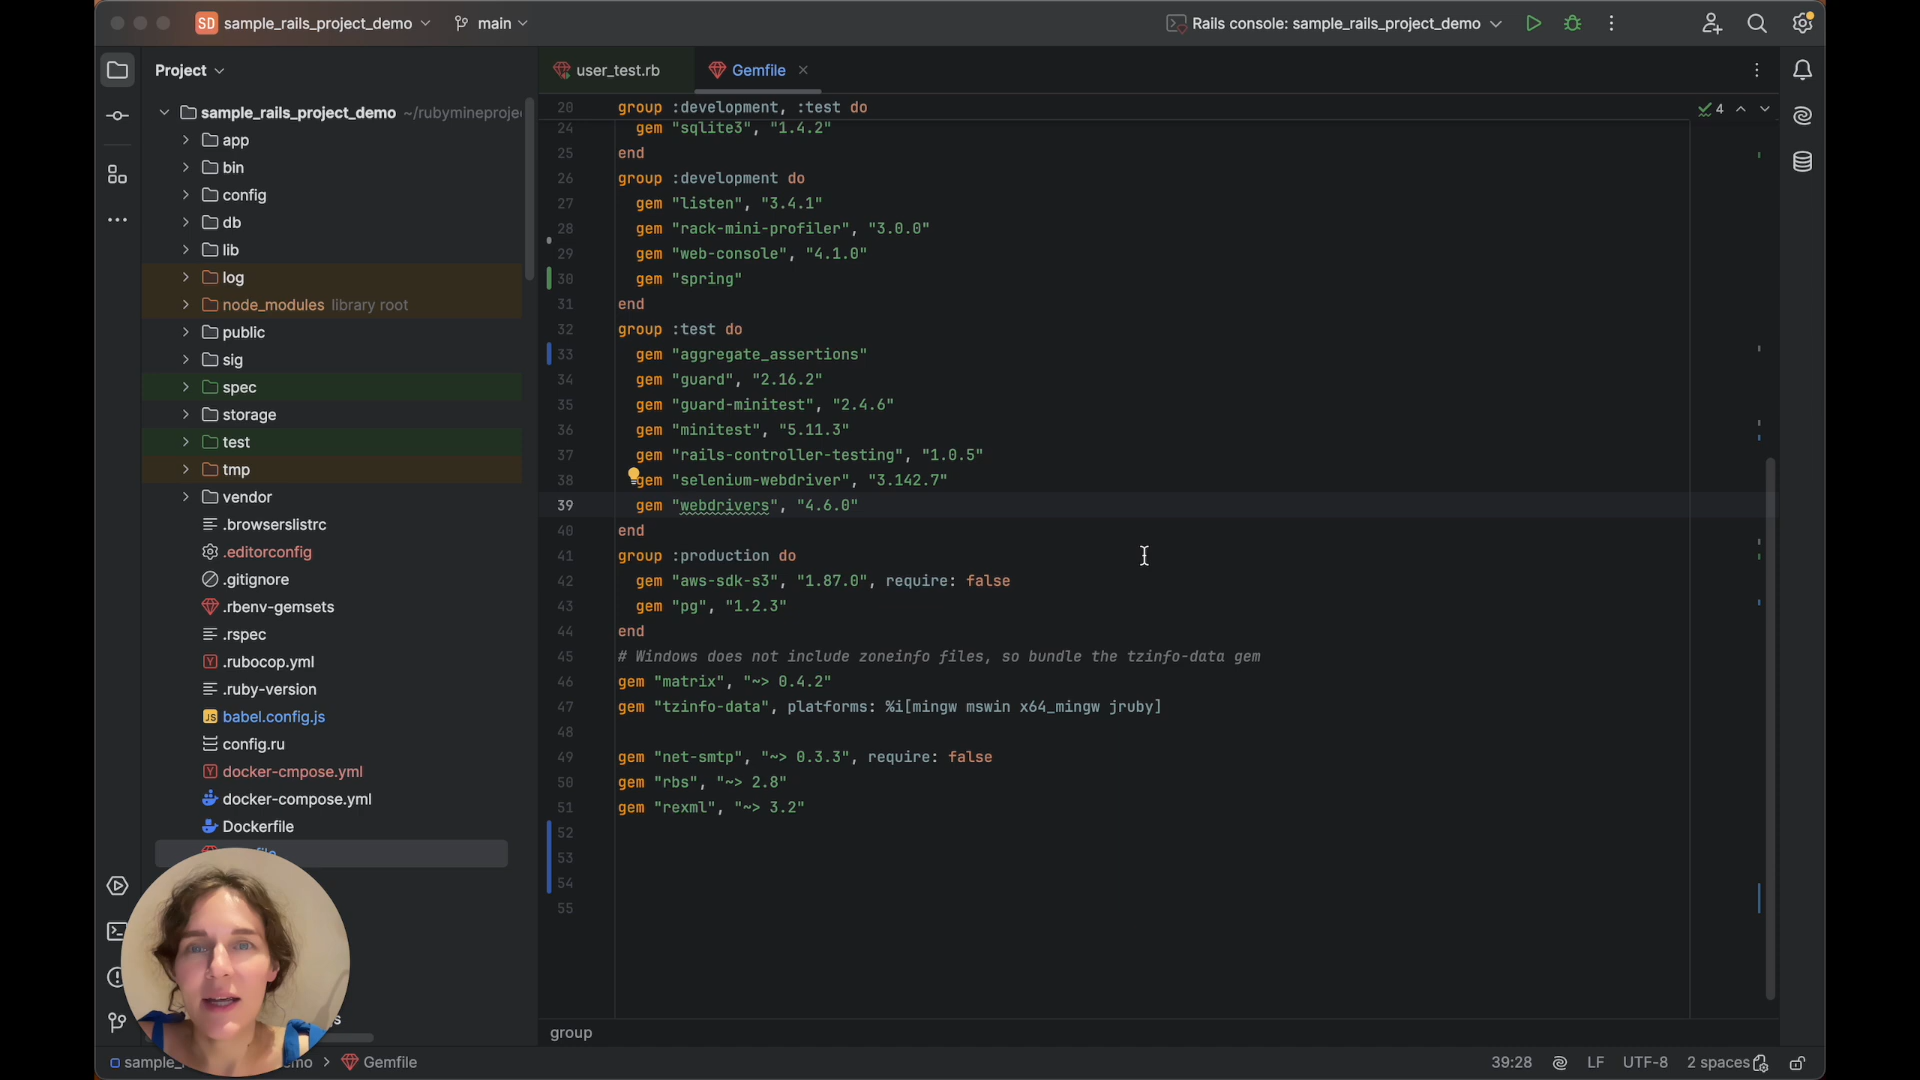 SD sample_rails_project_demo main Rails console: sample_rails_project_demo
Project
user_test.rb Gemfile
sample_rails_project_demo ~/rubymineproje
app
bin
config
db
lib
log
node_modules library root
public
sig
spec
storage
test
tmp
vendor
.browserslistrc
.editorconfig
.gitignore
.rbenv-gemsets
.rspec
.rubocop.yml
.ruby-version
babel.config.js
config.ru
docker-cmpose.yml
docker-compose.yml
Dockerfile
20 group :development, :test do
4
24 gem "sqlite3", "1.4.2"
25 end
26 group :development do
27 gem "listen", "3.4.1"
28 gem "rack-mini-profiler", "3.0.0"
29 gem "web-console", "4.1.0"
30 gem "spring"
31 end
32 group :test do
33 gem "aggregate_assertions"
34 gem "guard", "2.16.2"
35 gem "guard-minitest", "2.4.6"
36 gem "minitest", "5.11.3"
37 gem "rails-controller-testing", "1.0.5"
38 gem "selenium-webdriver", "3.142.7"
39 gem "webdrivers", "4.6.0"
40 end
41 group :production do
42 gem "aws-sdk-s3", "1.87.0", require: false
43 gem "pg", "1.2.3"
44 end
45 # Windows does not include zoneinfo files, so bundle the tzinfo-data gem
46 gem "matrix", "~> 0.4.2"
47 gem "tzinfo-data", platforms: %i[mingw mswin x64_mingw jruby]
48
49 gem "net-smtp", "~> 0.3.3", require: false
50 gem "rbs", "~> 2.8"
51 gem "rexml", "~> 3.2"
52
53
54
55
group
sample_ mo Gemfile 39:28 LF UTF-8 2 spaces